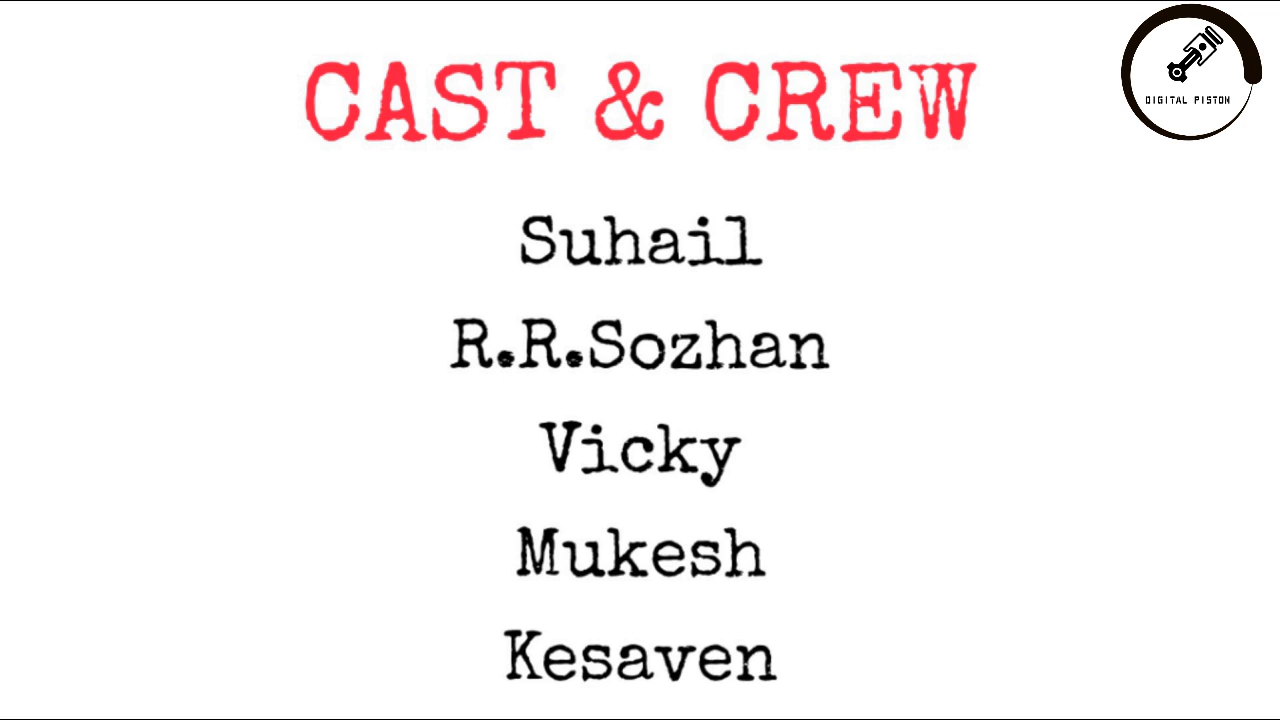 CAST & CREW
DIGITAL PISTON
Suhail
R.R.Sozhan
Vicky
Mukesh
Kesaven